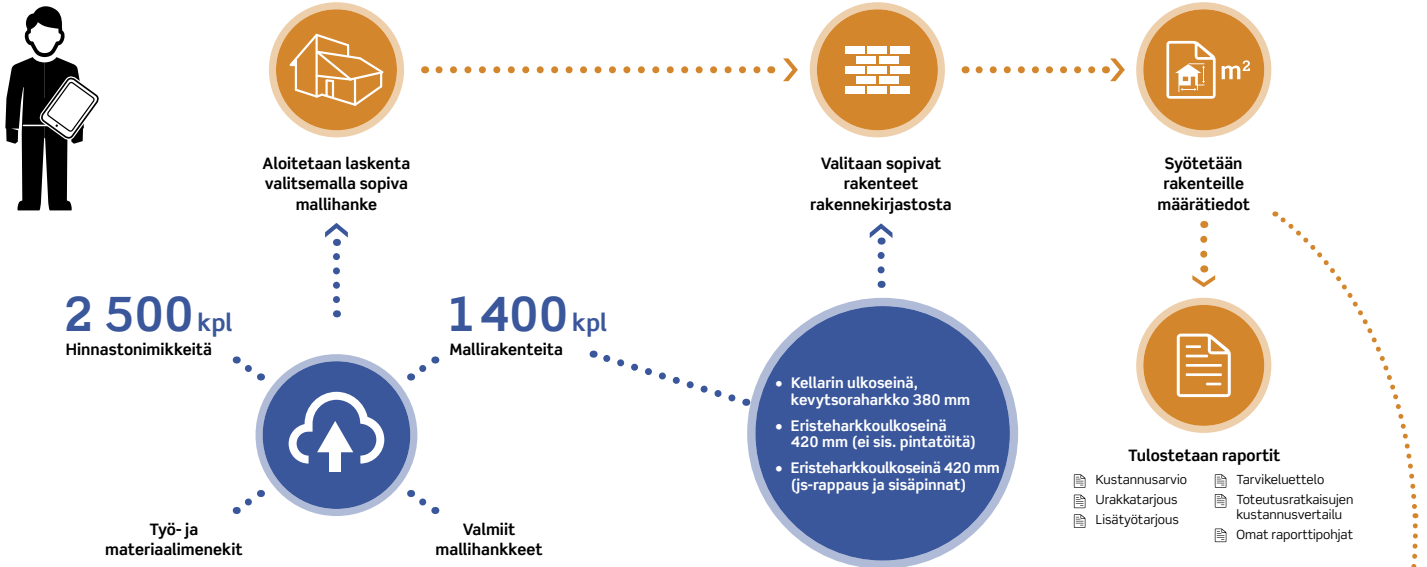 m²
Aloitetaan laskenta
valitsemalla sopiva
mallihanke
Valitaan sopivat
rakenteet
rakennekirjastosta
Syötetään
rakenteille
määrätiedot
2 500 kpl
Hinnastonimikkeitä
1 400 kpl
Mallirakenteita
Työ- ja
materiaalimenekit
Valmiit
mallihankkeet
• Kellarin ulkoseinä,
kevytsoraharkko 380 mm
• Eristeharkkoulkoseinä
420 mm (ei sis. pintatöitä)
• Eristeharkkoulkoseinä 420 mm
(js-rappaus ja sisäpinnat)
Tulostetaan raportit
Kustannusarvio
Urakkatarjous
Lisätyötarjous
Tarvikeluettelo
Toteutusratkaisujen
kustannusvertailu
Omat raporttipohjat